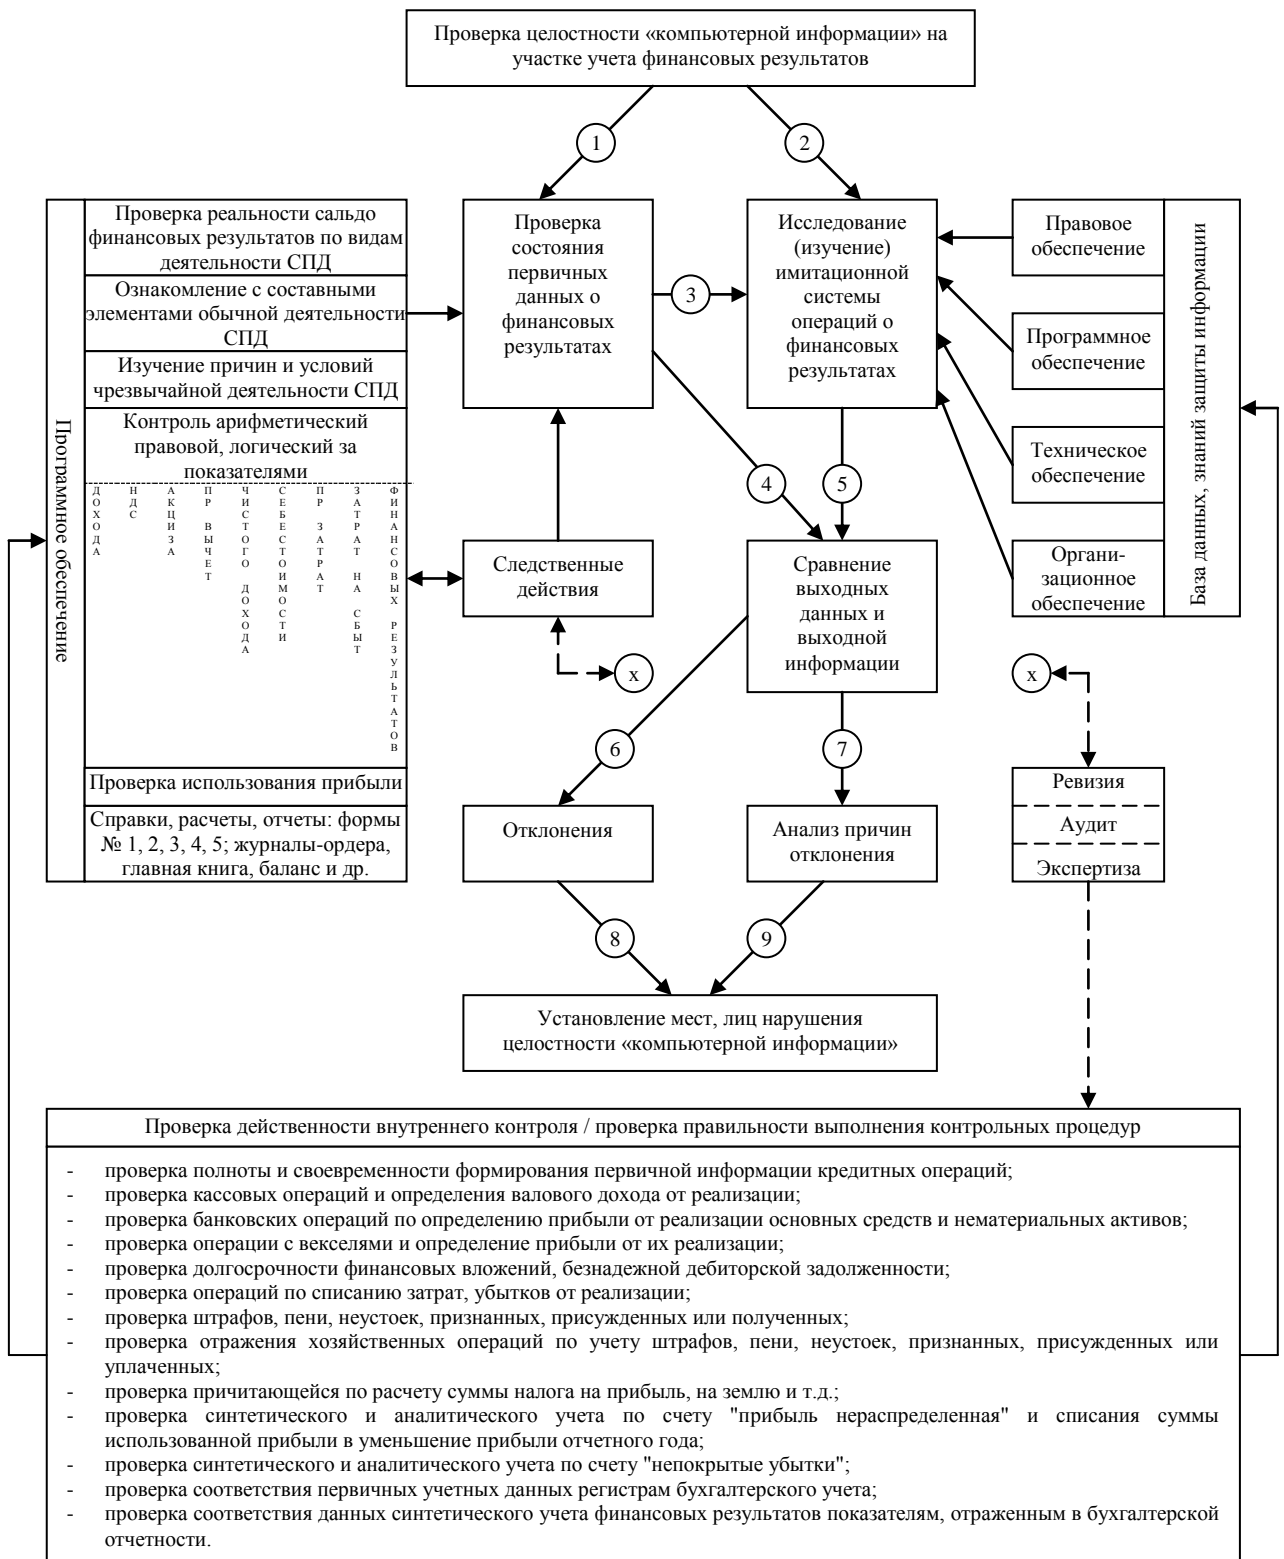 Проверка целостности «компьютерной информации» на
участке учета финансовых результатов
1
2
Программное обеспечение
Проверка реальности сальдо
финансовых результатов по видам
деятельности СПД
Ознакомление с составными
элементами обычной деятельности
СПД
Изучение причин и условий
чрезвычайной деятельности СПД
Контроль арифметический
правовой, логический за
показателями
ДОХОДА
НДС
АКЦИЗА
ПР ВЫЧЕТ
ЧИСТОГО ДОХОДА
СЕБЕСТОИМОСТИ
ПР ЗАТРАТ
ЗАТРАТ НА СБЫТ
ФИНАНСОВЫХ РЕЗУЛЬТАТОВ
Проверка использования прибыли
Справки, расчеты, отчеты: формы
№ 1, 2, 3, 4, 5; журналы-ордера,
главная книга, баланс и др.
Проверка
состояния
первичных
данных о
финансовых
результатах
3
Исследование
(изучение)
имитационной
системы
операций о
финансовых
результатах
Правовое
обеспечение
Программное
обеспечение
Техническое
обеспечение
Органи-
зационное
обеспечение
База данных, знаний защиты информации
4
5
Следственные
действия
х
Сравнение
выходных
данных и
выходной
информации
х
6
7
Отклонения
Анализ причин
отклонения
Ревизия
Аудит
Экспертиза
8
9
Установление мест, лиц нарушения
целостности «компьютерной информации»
Проверка действенности внутреннего контроля / проверка правильности выполнения контрольных процедур
- проверка полноты и своевременности формирования первичной информации кредитных операций;
- проверка кассовых операций и определения валового дохода от реализации;
- проверка банковских операций по определению прибыли от реализации основных средств и нематериальных активов;
- проверка операции с векселями и определение прибыли от их реализации;
- проверка долгосрочности финансовых вложений, безнадежной дебиторской задолженности;
- проверка операций по списанию затрат, убытков от реализации;
- проверка штрафов, пени, неустоек, признанных, присужденных или полученных;
- проверка отражения хозяйственных операций по учету штрафов, пени, неустоек, признанных, присужденных или
уплаченных;
- проверка причитающейся по расчету суммы налога на прибыль, на землю и т.д.;
- проверка синтетического и аналитического учета по счету "прибыль нераспределенная" и списания суммы
использованной прибыли в уменьшение прибыли отчетного года;
- проверка синтетического и аналитического учета по счету "непокрытые убытки";
- проверка соответствия первичных учетных данных регистрам бухгалтерского учета;
- проверка соответствия данных синтетического учета финансовых результатов показателям, отраженным в бухгалтерской
отчетности.